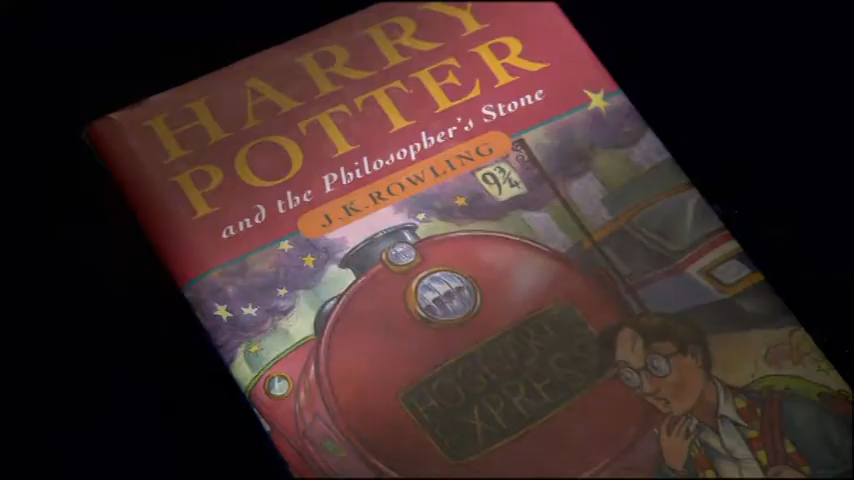 HARRY
POTTER
and the Philosopher's Stone
J.K.ROWLING
9¾
HOGWARTS
EXPRESS